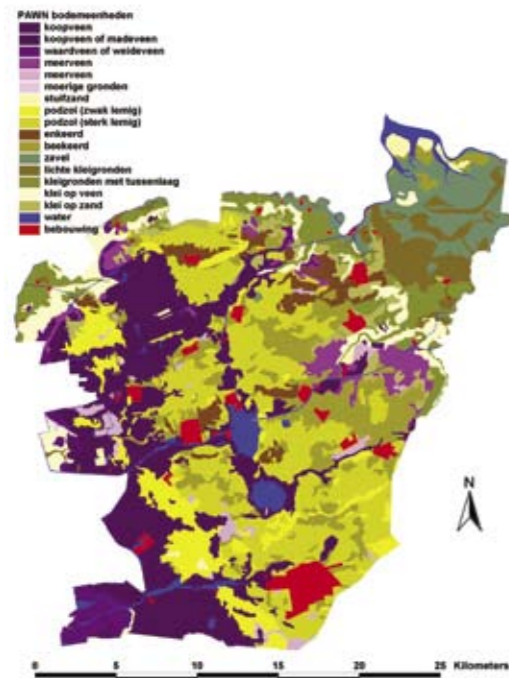 PAWN bodemeenheden
koopveen
koopveen of madeveen
waardveen of weideveen
meerveen
meerveen
moerige gronden
stuifzand
podzol (zwak lemig)
podzol (sterk lemig)
enkeerd
beekeerd
zavel
lichte kleigronden
kleigronden met tussenlaag
klei op veen
klei op zand
water
bebouwing
N
0 5 10 15 20 25 Kilometers